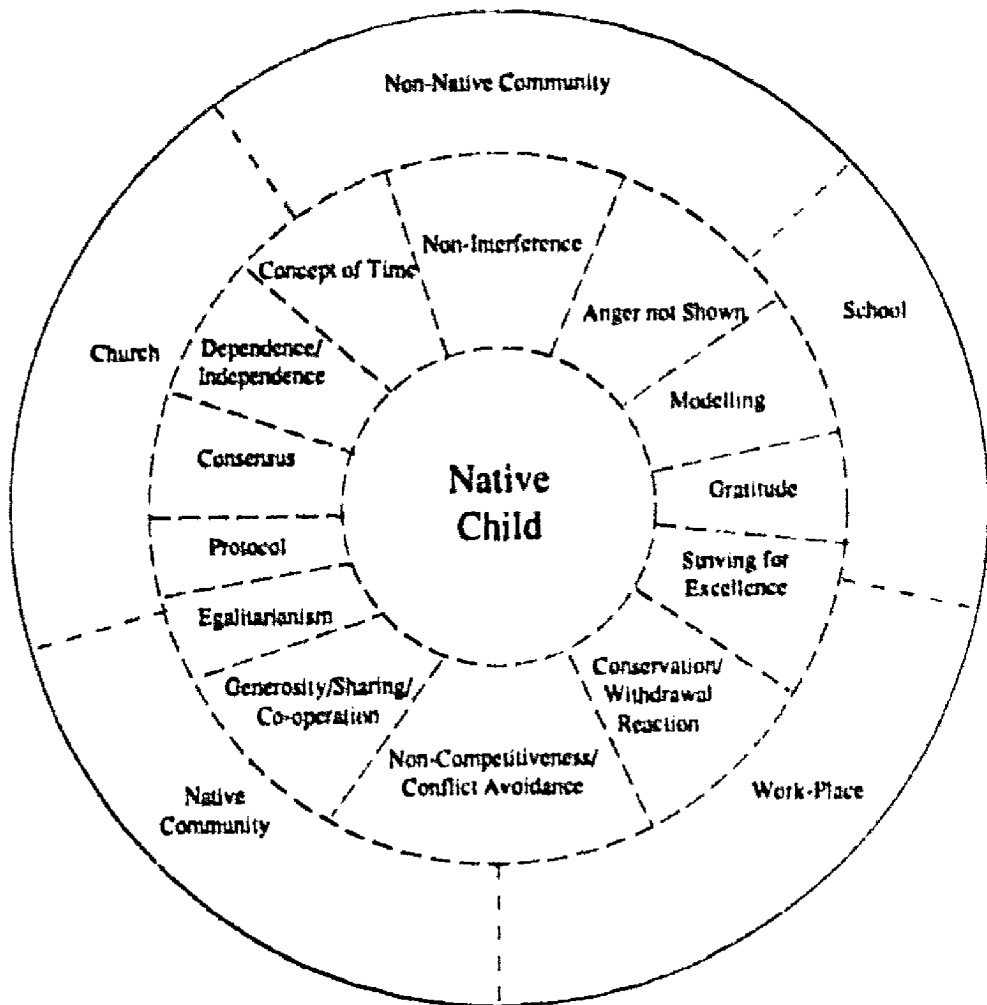 Non-Native Community
Non-Interference
Concept of Time
Anger not Shown
School
Church
Dependence/
Independence
Modelling
Consensus
Native
Child
Gratitude
Protocol
Striving for
Excellence
Egalitarianism
Conservation/
Withdrawal
Reaction
Generosity/Sharing/
Co-operation
Non-Competitiveness/
Conflict Avoidance
Native
Community
Work-Place